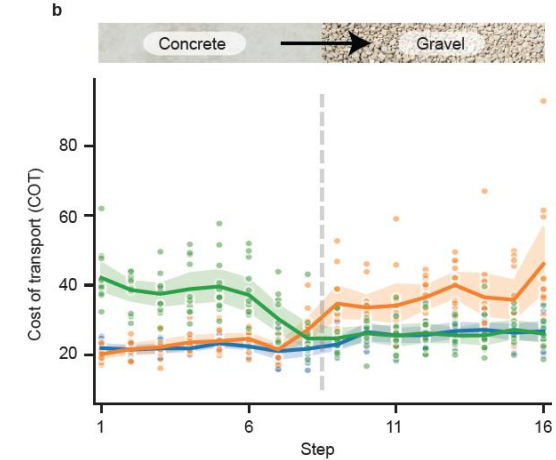 b
Concrete
Gravel
Cost of transport (COT)
80
60
40
20
1
6
11
16
Step